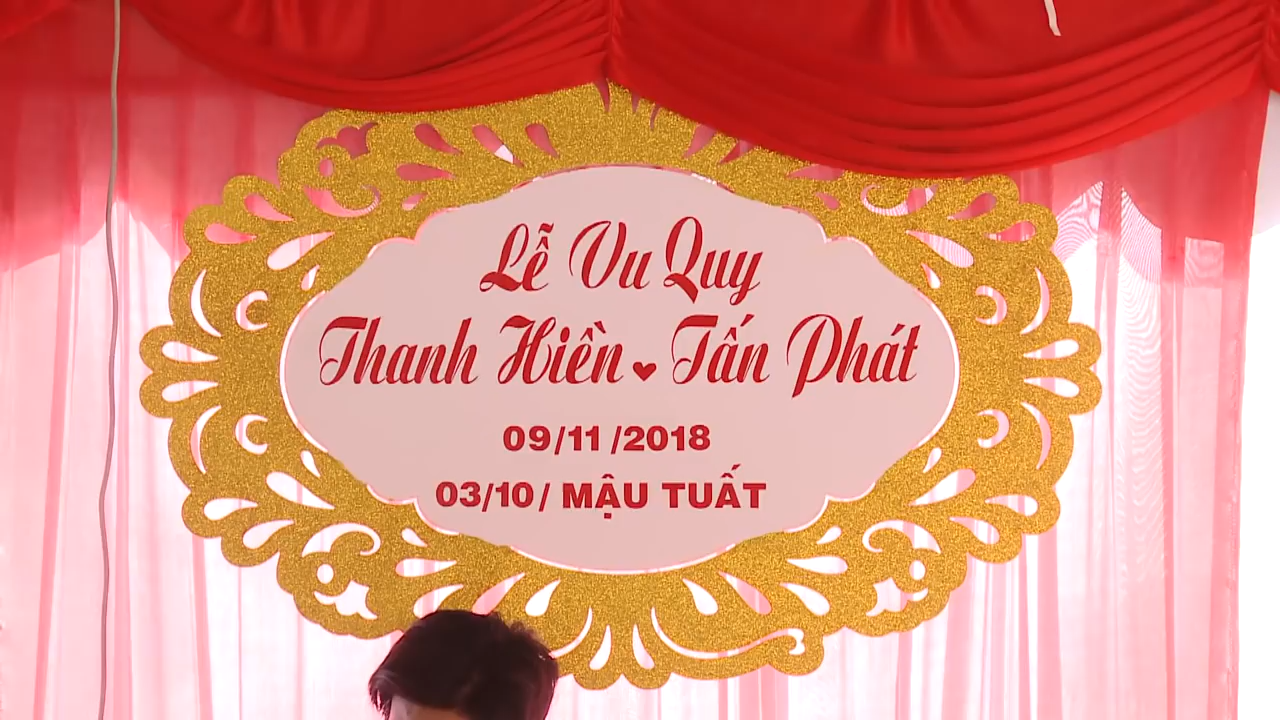 Lễ Vu Quy
Thanh Hiền ♥ Tấn Phát
09/11/2018
03/10/ MẬU TUẤT